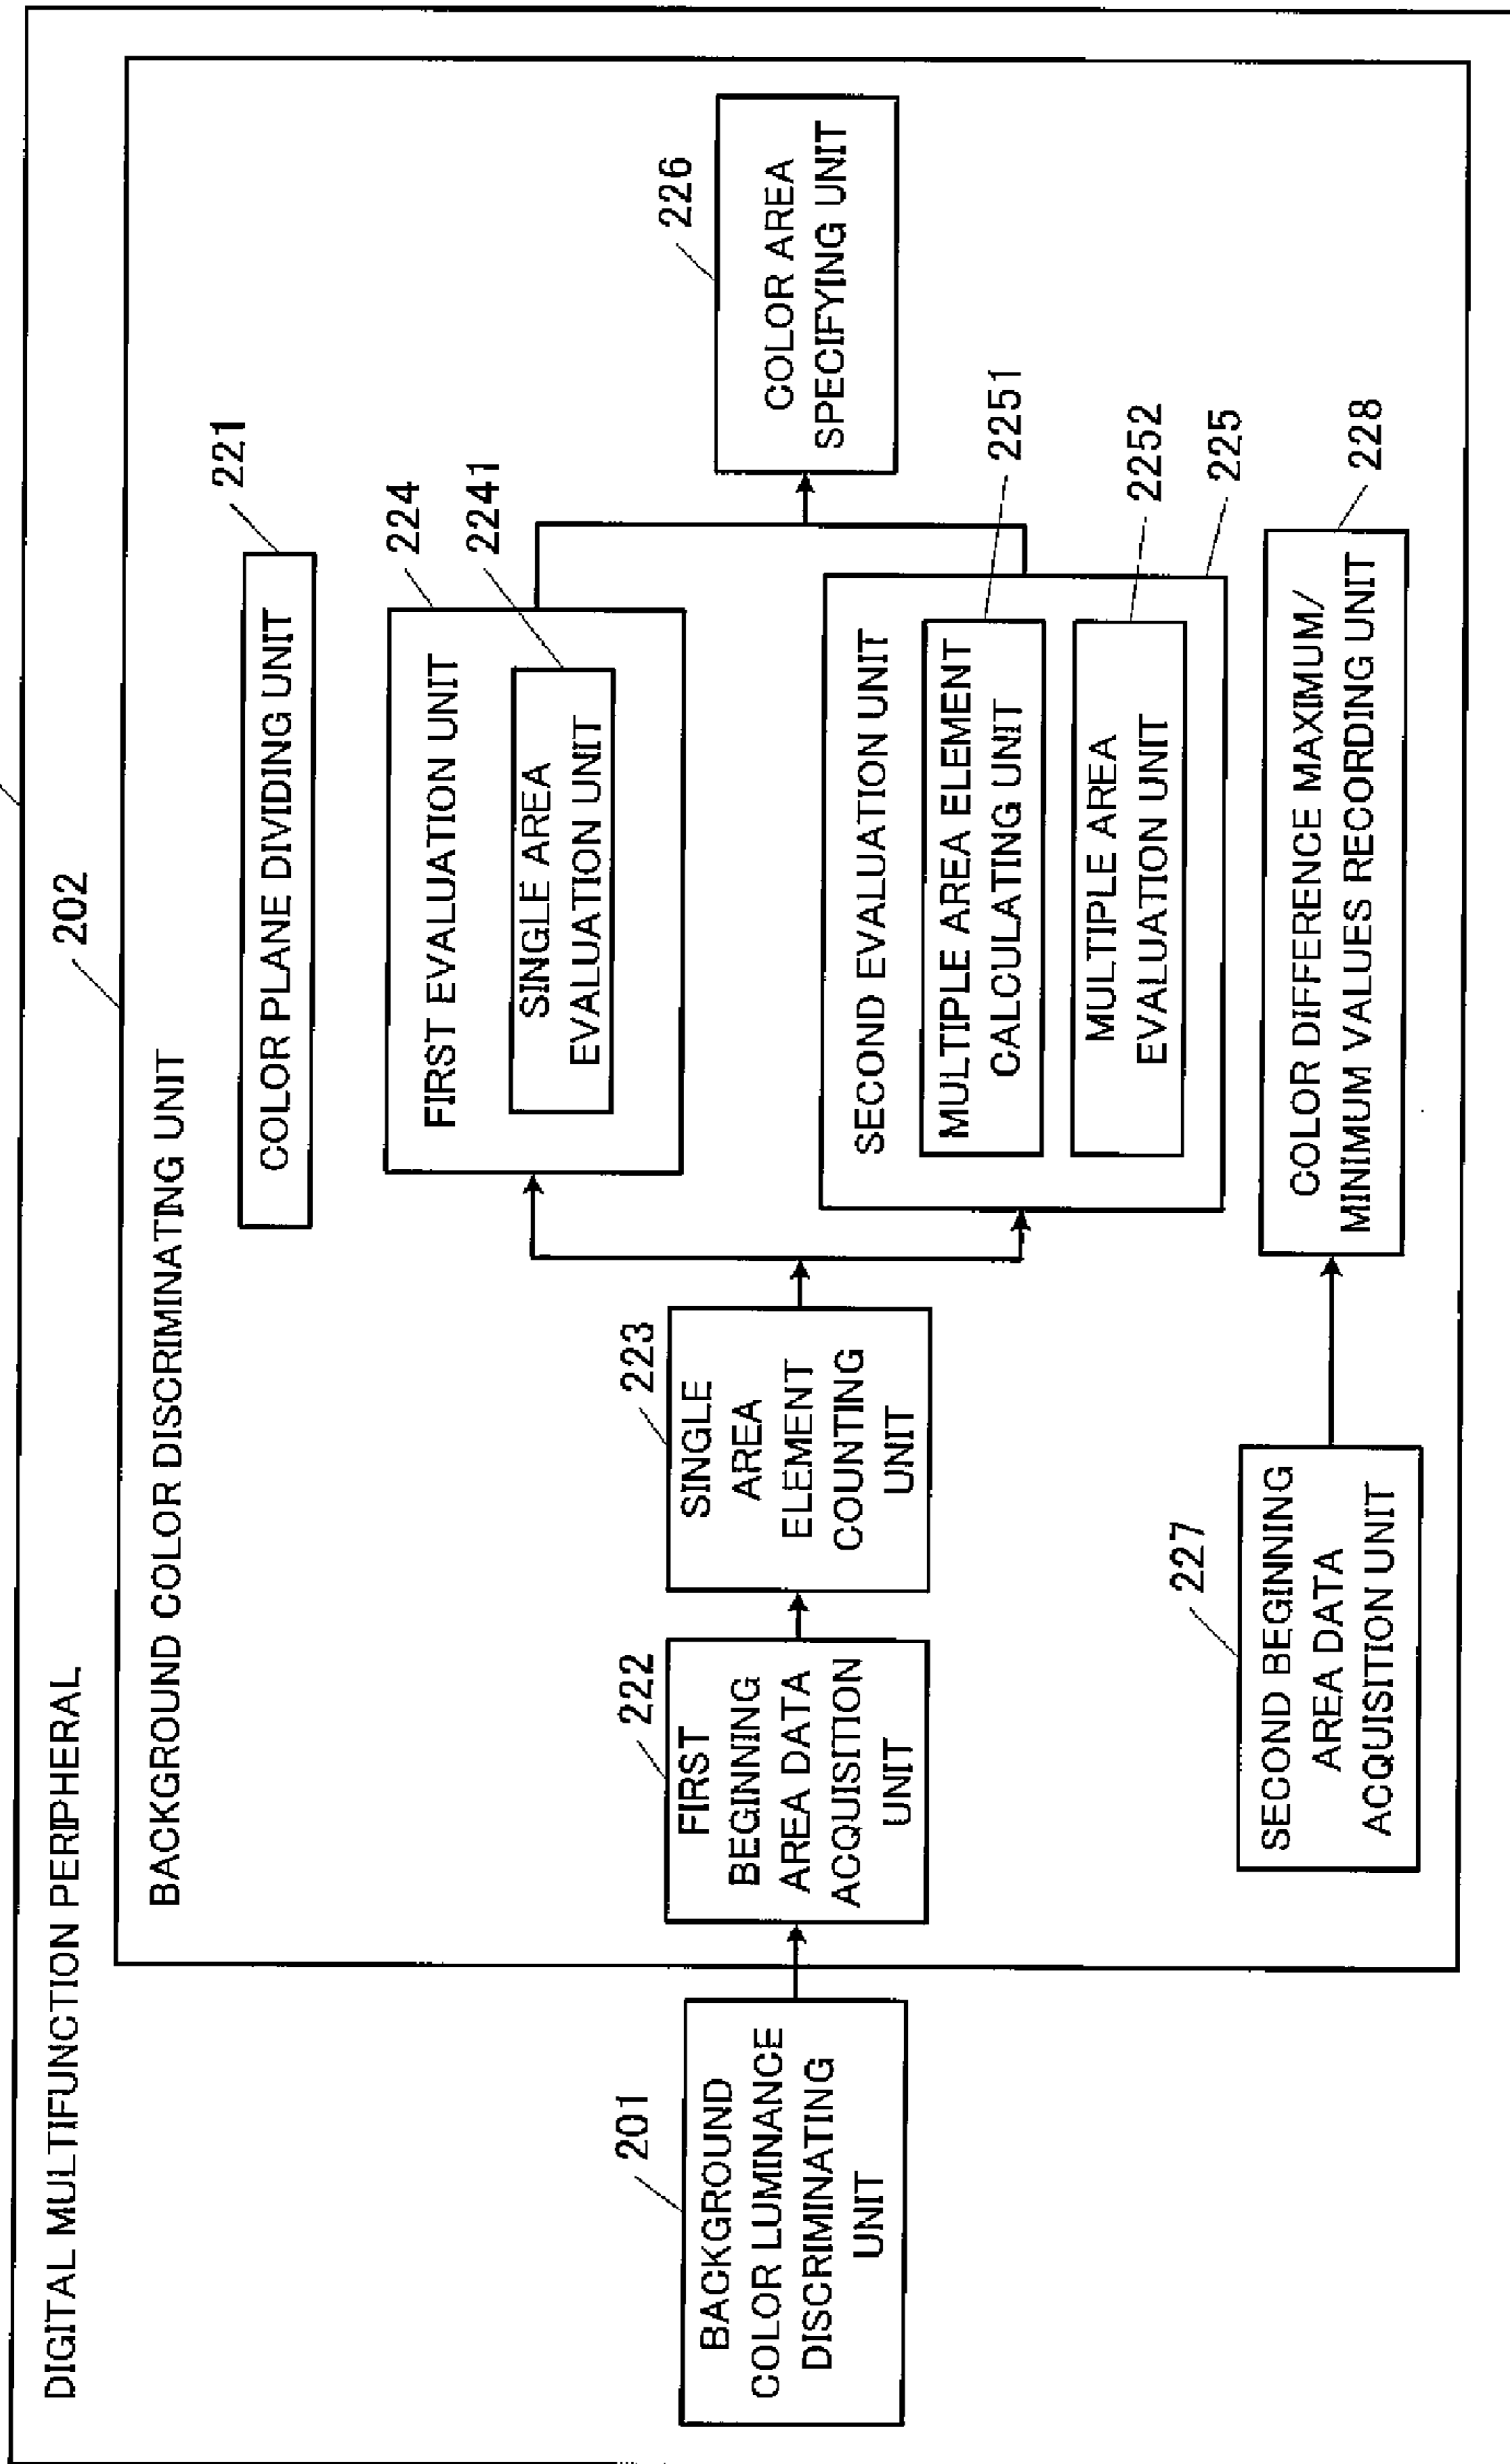 DIGITAL MULTIFUNCTION PERIPHERAL
202
BACKGROUND COLOR DISCRIMINATING UNIT
221
COLOR PLANE DIVIDING UNIT
201
BACKGROUND
COLOR LUMINANCE
DISCRIMINATING
UNIT
222
FIRST
BEGINNING
AREA DATA
ACQUISITION
UNIT
223
SINGLE
AREA
ELEMENT
COUNTING
UNIT
224
FIRST EVALUATION UNIT
2241
SINGLE AREA
EVALUATION UNIT
SECOND EVALUATION UNIT
MULTIPLE AREA ELEMENT
CALCULATING UNIT
2251
MULTIPLE AREA
EVALUATION UNIT
2252
225
226
COLOR AREA
SPECIFYING UNIT
227
SECOND BEGINNING
AREA DATA
ACQUISITION UNIT
228
COLOR DIFFERENCE MAXIMUM/
MINIMUM VALUES RECORDING UNIT